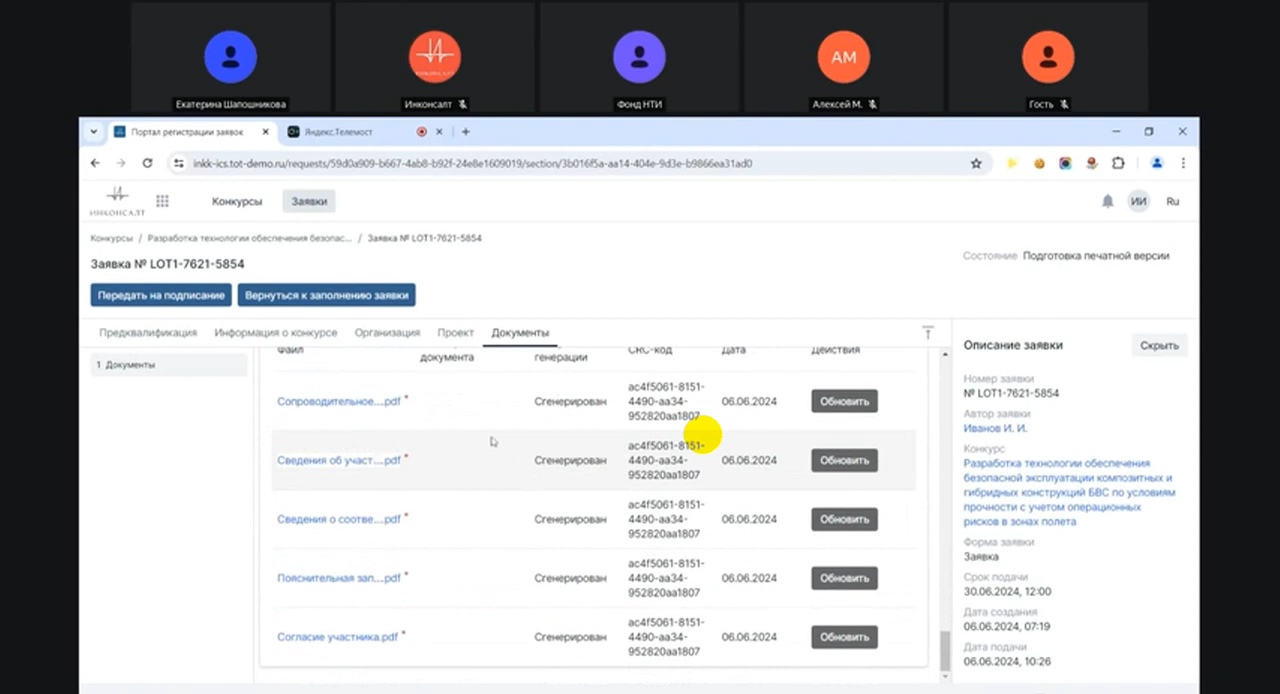 Екатерина Шапошникова
Инконсалт
Фонд НТИ
АМ
Алексей М.
Гость
Портал регистрации заявок
Яндекс.Телемост
inkk-ics.tot-demo.ru/requests/59d0a909-b667-4ab8-b92f-24e8e1609019/section/3b016f5a-aa14-404e-9d3e-b9866ea31ad0
ИНКОНСАЛТ
Конкурсы
Заявки
ИИ
Ru
Конкурсы / Разработка технологии обеспечения безопас... / Заявка № LOT1-7621-5854
Заявка № LOT1-7621-5854
Состояние Подготовка печатной версии
Передать на подписание
Вернуться к заполнению заявки
Предквалификация
Информация о конкурсе
Организация
Проект
Документы
1 Документы
Файл
документа
генерации
CRC-код
Дата
Действия
Сопроводительное....pdf *
Сгенерирован
ac4f5061-8151-
4490-aa34-
952820aa1807
06.06.2024
Обновить
Сведения об участ....pdf *
Сгенерирован
ac4f5061-8151-
4490-aa34-
952820aa1807
06.06.2024
Обновить
Сведения о соотве....pdf *
Сгенерирован
ac4f5061-8151-
4490-aa34-
952820aa1807
06.06.2024
Обновить
Пояснительная зап....pdf *
Сгенерирован
ac4f5061-8151-
4490-aa34-
952820aa1807
06.06.2024
Обновить
Согласие участника.pdf *
Сгенерирован
ac4f5061-8151-
4490-aa34-
952820aa1807
06.06.2024
Обновить
Описание заявки
Скрыть
Номер заявки
№ LOT1-7621-5854
Автор заявки
Иванов И. И.
Конкурс
Разработка технологии обеспечения
безопасной эксплуатации композитных и
гибридных конструкций БВС по условиям
прочности с учетом операционных
рисков в зонах полета
Форма заявки
Заявка
Срок подачи
30.06.2024, 12:00
Дата создания
06.06.2024, 07:19
Дата подачи
06.06.2024, 10:26